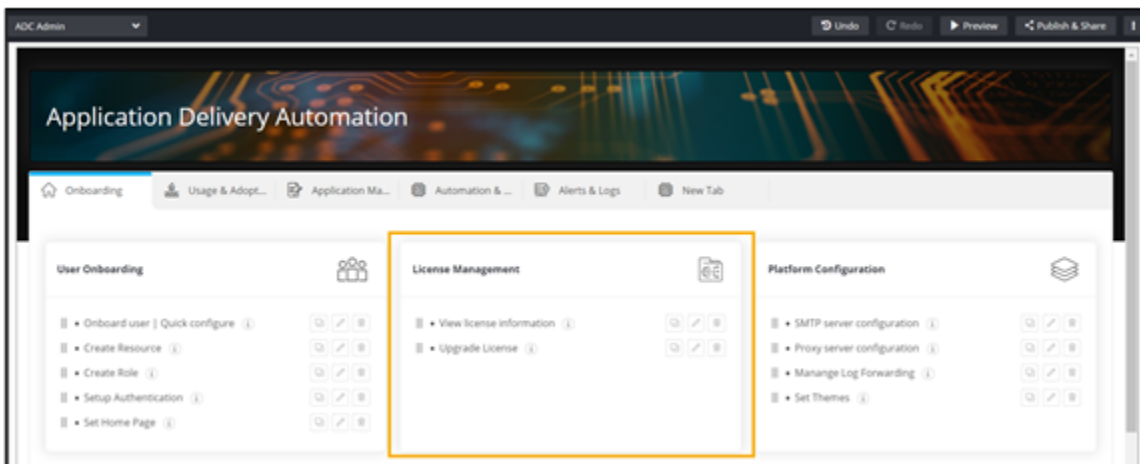 ADC Admin
Undo
Redo
Preview
Publish & Share
Application Delivery Automation
Onboarding
Usage & Adopt...
Application Ma...
Automation & ...
Alerts & Logs
New Tab
User Onboarding
Onboard user | Quick configure
Create Resource
Create Role
Setup Authentication
Set Home Page
License Management
View license information
Upgrade License
Platform Configuration
SMTP server configuration
Proxy server configuration
Manange Log Forwarding
Set Themes